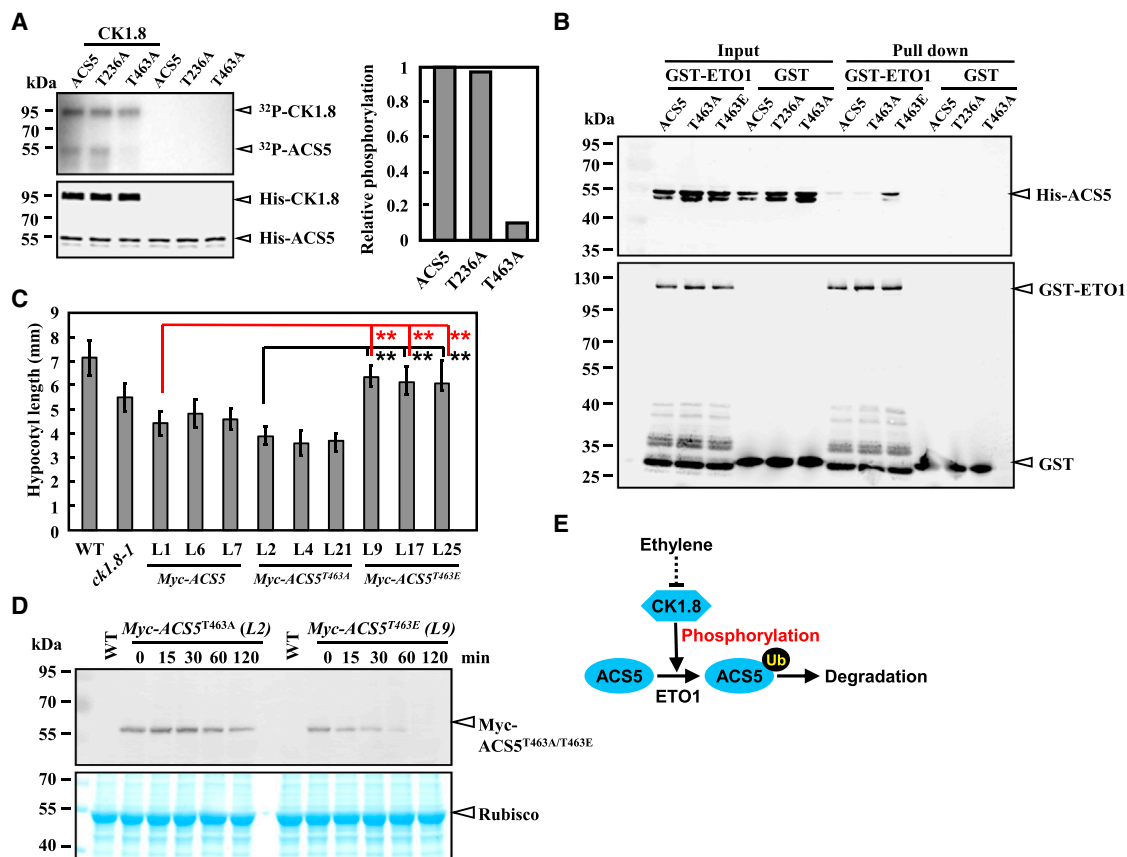 A
CK1.8
kDa
ACS5 T236A T463A ACS5 T236A T463A
95
70
55
³²P-CK1.8
³²P-ACS5
95
70
55
His-CK1.8
His-ACS5
Relative phosphorylation
1
0.8
0.6
0.4
0.2
0
ACS5 T236A T463A
B
Input Pull down
GST-ETO1 GST GST-ETO1 GST
kDa
ACS5 T463A T463E ACS5 T236A T463A ACS5 T463A T463E ACS5 T236A T463A
95
70
55
40
35
His-ACS5
130
95
55
40
35
25
GST-ETO1
GST
C
Hypocotyl length (mm)
9
8
7
6
5
4
3
2
1
0
** ** **
** ** **
WT ck1.8-1 L1 L6 L7 L2 L4 L21 L9 L17 L25
Myc-ACS5 Myc-ACS5ᵀ⁴⁶³ᴬ Myc-ACS5ᵀ⁴⁶³ᴱ
D
kDa
WT Myc-ACS5ᵀ⁴⁶³ᴬ (L2) WT Myc-ACS5ᵀ⁴⁶³ᴱ (L9)
0 15 30 60 120 0 15 30 60 120 min
95
70
55
Myc-
ACS5ᵀ⁴⁶³ᴬ/ᵀ⁴⁶³ᴱ
70
55
40
Rubisco
E
Ethylene
CK1.8
Phosphorylation
ACS5 ETO1 ACS5 Ub Degradation